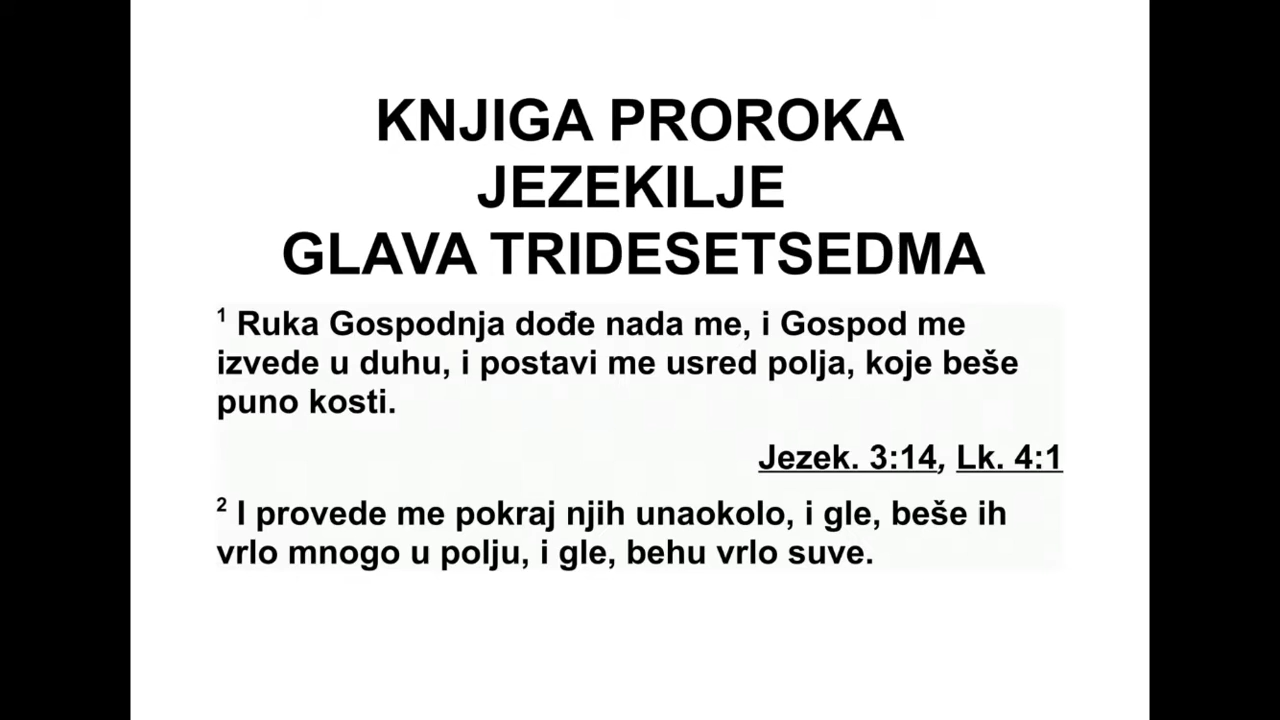 KNJIGA PROROKA
JEZEKILJE
GLAVA TRIDESETSEDMA
1 Ruka Gospodnja dođe nada me, i Gospod me
izvede u duhu, i postavi me usred polja, koje beše
puno kosti.
Jezek. 3:14, Lk. 4:1
2 I provede me pokraj njih unaokolo, i gle, beše ih
vrlo mnogo u polju, i gle, behu vrlo suve.